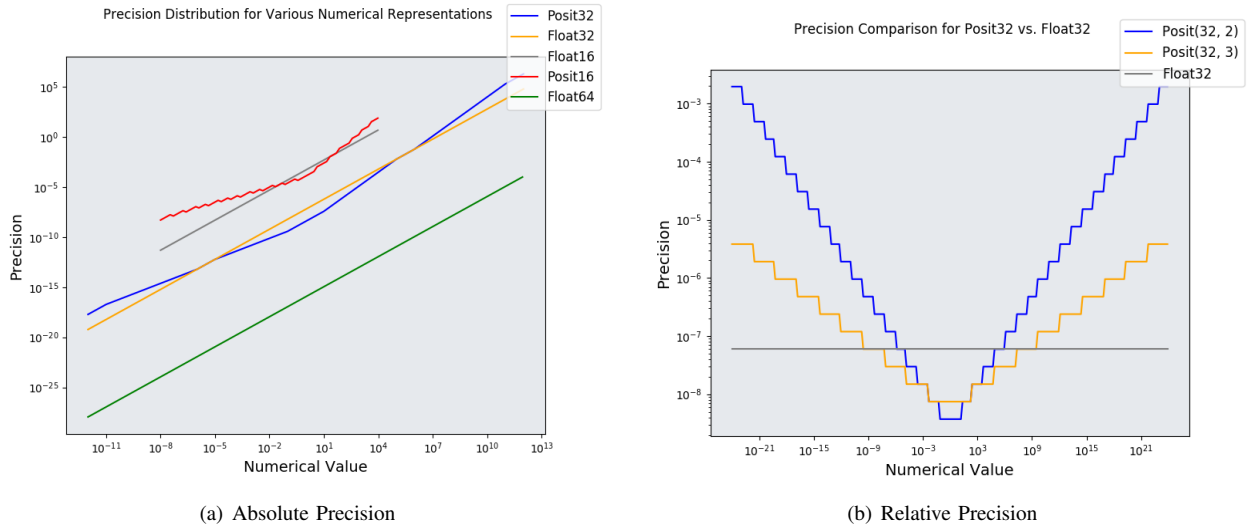 Precision Distribution for Various Numerical Representations
Posit32
Float32
Float16
Posit16
Float64
Precision
10^5
10^0
10^-5
10^-10
10^-15
10^-20
10^-25
10^-11 10^-8 10^-5 10^-2 10^1 10^4 10^7 10^10 10^13
Numerical Value
(a) Absolute Precision
Precision Comparison for Posit32 vs. Float32
Posit(32, 2)
Posit(32, 3)
Float32
Precision
10^-3
10^-4
10^-5
10^-6
10^-7
10^-8
10^-21 10^-15 10^-9 10^-3 10^3 10^9 10^15 10^21
Numerical Value
(b) Relative Precision